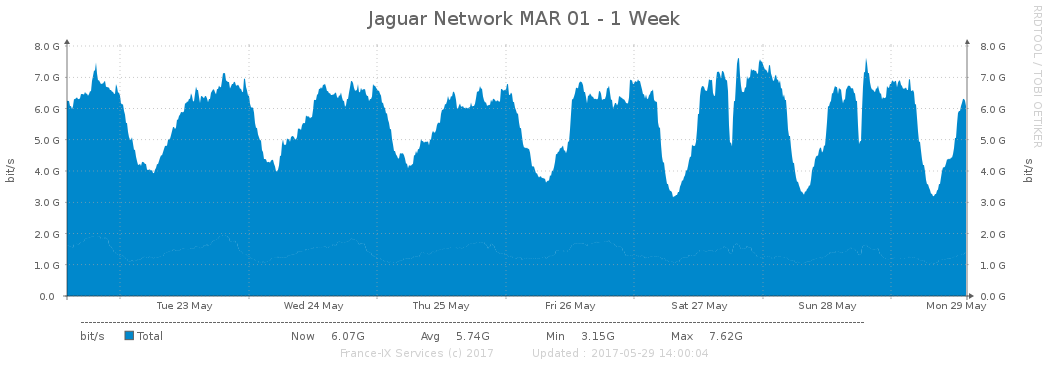 Jaguar Network MAR 01 - 1 Week
RRDTOOL / TOBI OETIKER
8.0 G 8.0 G
7.0 G 7.0 G
6.0 G 6.0 G
5.0 G 5.0 G
4.0 G 4.0 G
3.0 G 3.0 G
2.0 G 2.0 G
1.0 G 1.0 G
0.0 0.0 G
bit/s bit/s
Tue 23 May Wed 24 May Thu 25 May Fri 26 May Sat 27 May Sun 28 May Mon 29 May
bit/s Total Now 6.07G Avg 5.74G Min 3.15G Max 7.62G
France-IX Services (c) 2017 Updated : 2017-05-29 14:00:04